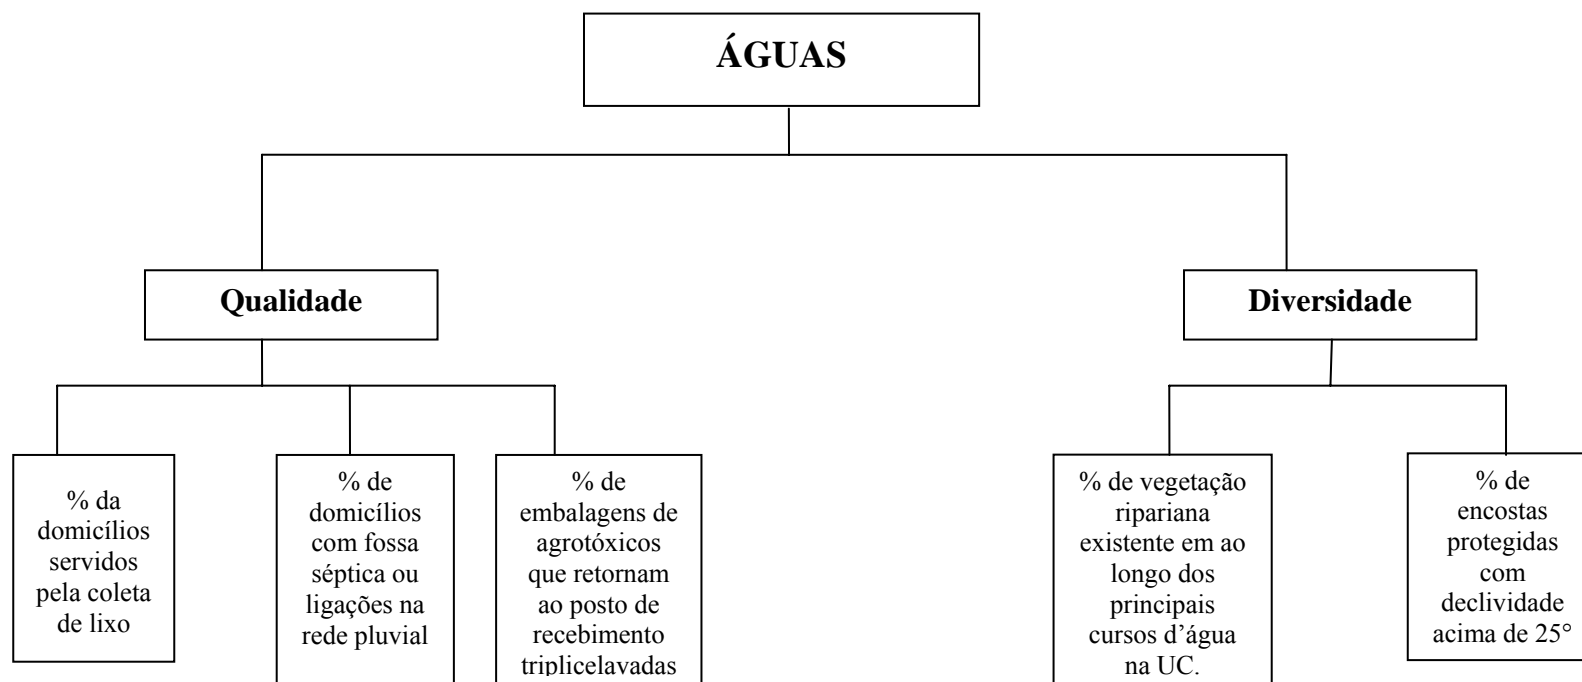 ÁGUAS
Qualidade
Diversidade
% da
domicílios
servidos
pela coleta
de lixo
% de
domicílios
com fossa
séptica ou
ligações na
rede pluvial
% de
embalagens de
agrotóxicos
que retornam
ao posto de
recebimento
triplicelavadas
% de vegetação
ripariana
existente em ao
longo dos
principais
cursos d’água
na UC.
% de
encostas
protegidas
com
declividade
acima de 25°